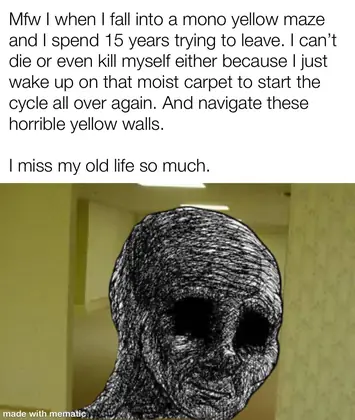 Mfw I when I fall into a mono yellow maze
and I spend 15 years trying to leave. I can’t
die or even kill myself either because I just
wake up on that moist carpet to start the
cycle all over again. And navigate these
horrible yellow walls.
I miss my old life so much.
made with mematic